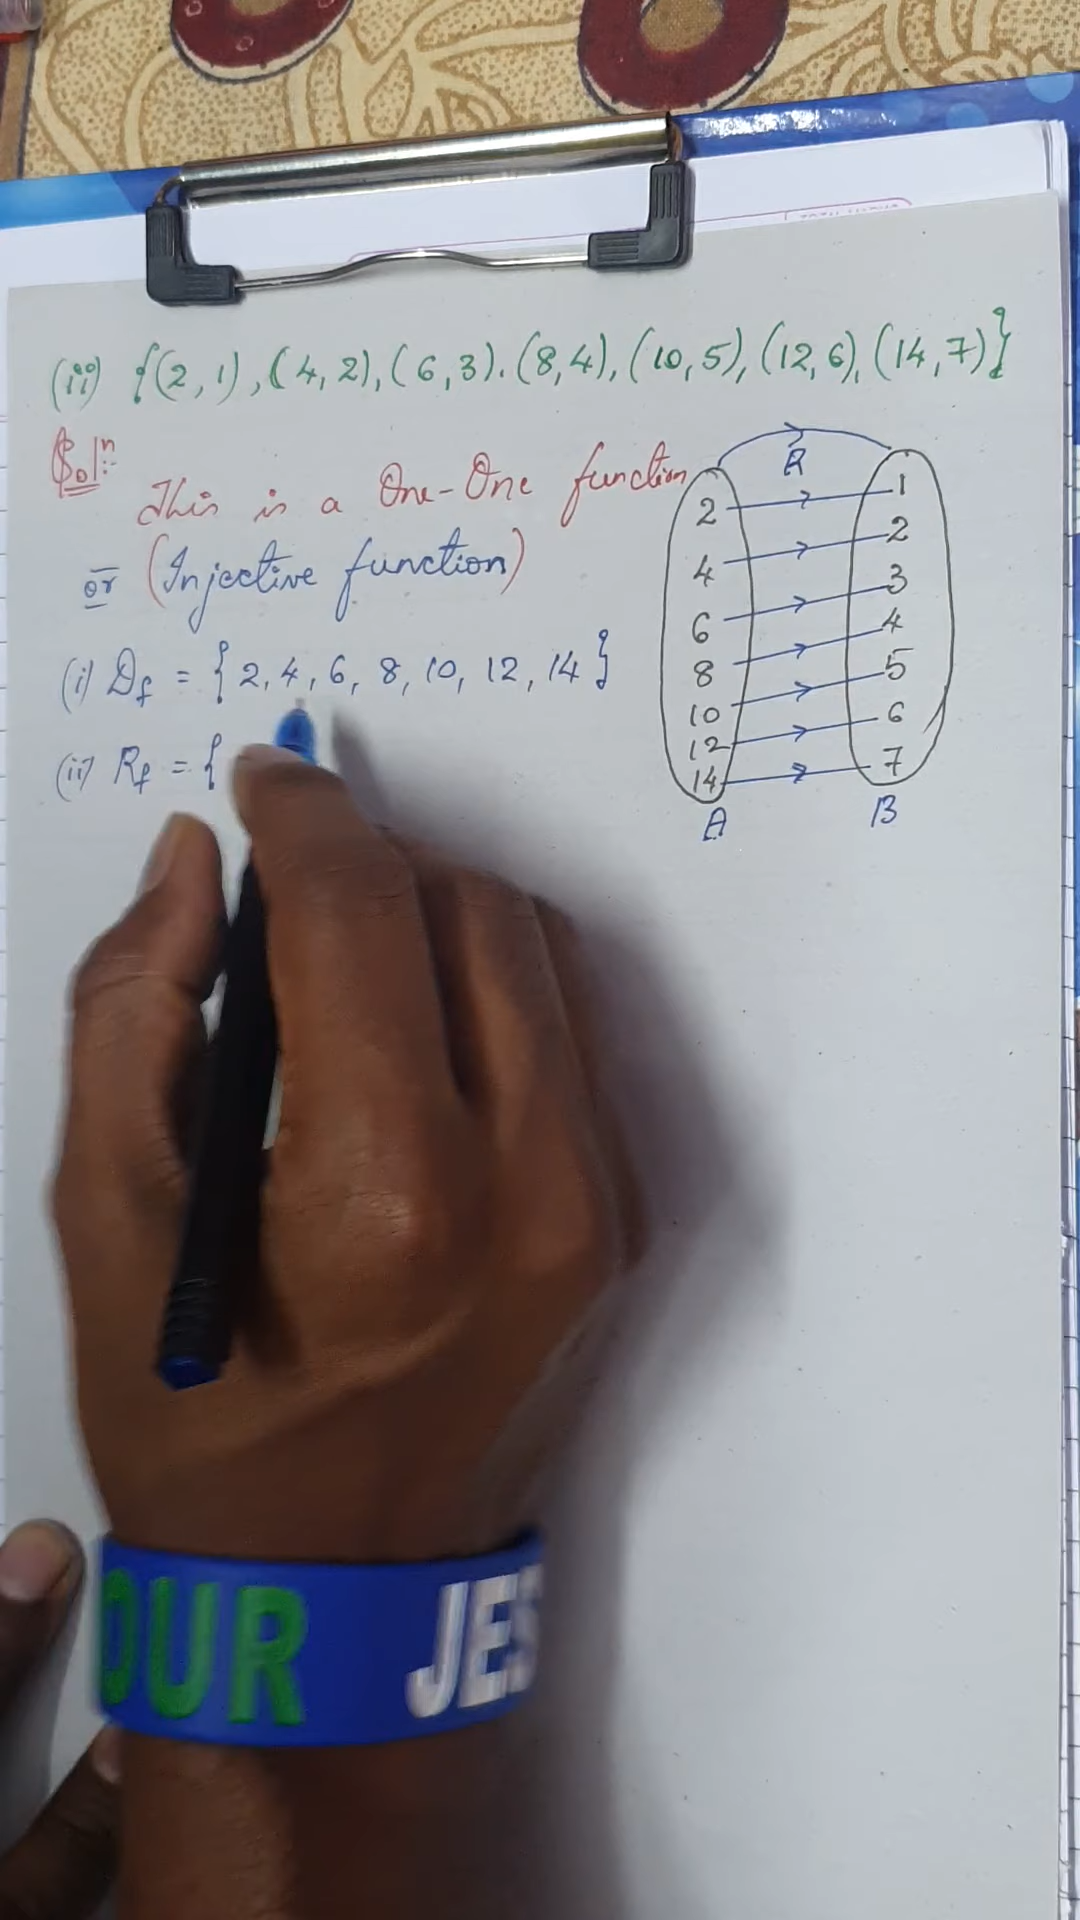 (ii) {(2,1), (4,2), (6,3). (8,4), (10,5), (12,6), (14,7)}
Solⁿ:-
This is a One-One function
or (Injective function)
(i) Df = { 2, 4, 6, 8, 10, 12, 14 }
(ii) Rf = {
R
2
4
6
8
10
12
14
A
1
2
3
4
5
6
7
B
OUR JES